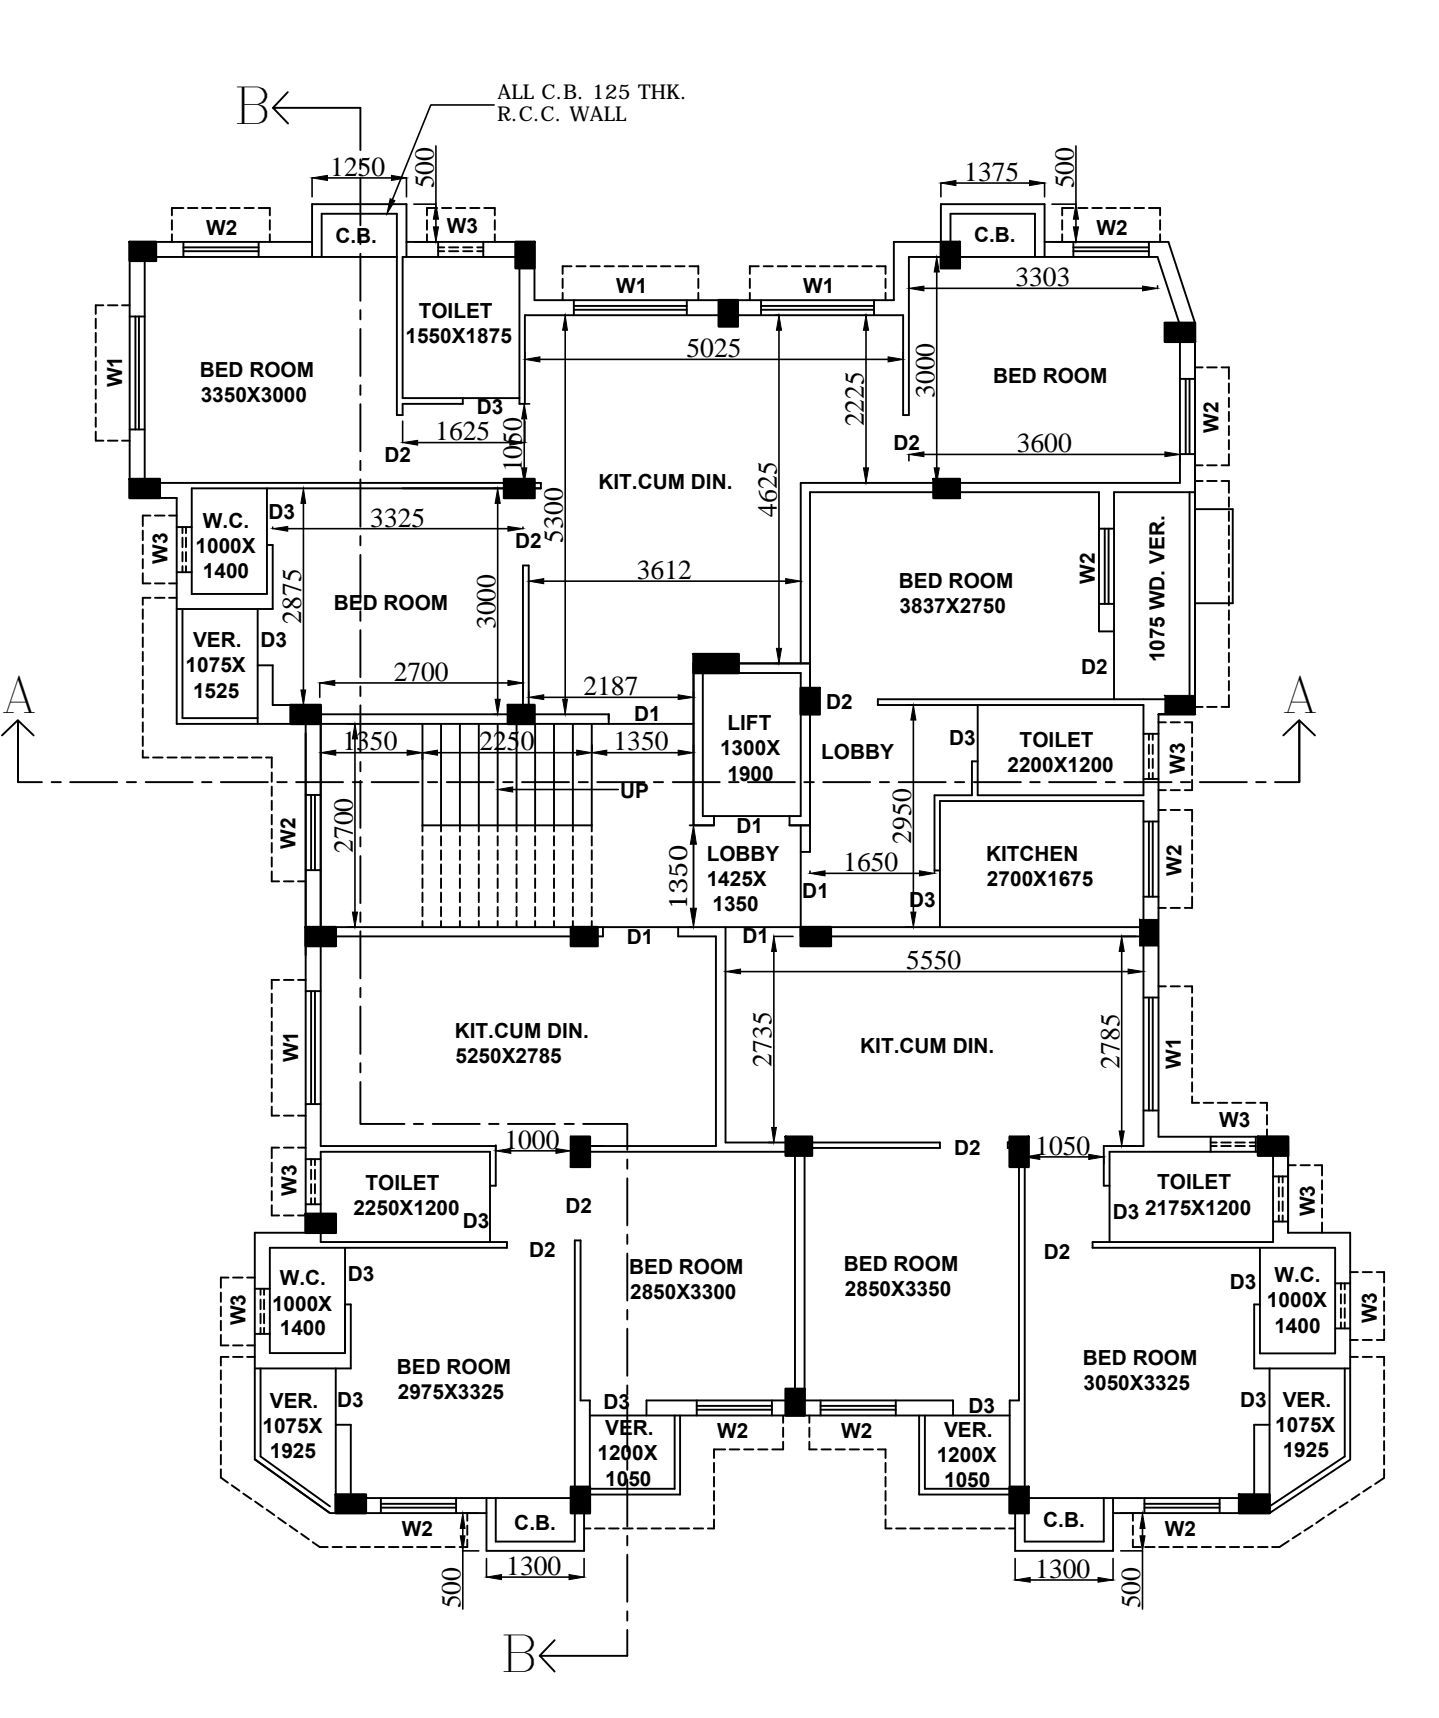 B
ALL C.B. 125 THK.
R.C.C. WALL
1250
500
1375
500
W2
C.B.
W3
C.B.
W2
W1
W1
3303
TOILET
1550X1875
5025
W1
BED ROOM
3350X3000
3000
BED ROOM
2225
W2
D3
1625
1050
D2
D2
3600
KIT.CUM DIN.
4625
5300
W.C.
1000X
1400
D3
W3
3325
D2
3612
W2
1075 WD. VER.
BED ROOM
3837X2750
2875
BED ROOM
3000
VER.
1075X
1525
D3
D2
2700
2187
A
D1
D2
A
LIFT
1300X
1900
LOBBY
D3
TOILET
2200X1200
W3
1350
2250
1350
UP
2700
W2
D1
2950
LOBBY
1425X
1350
1350
1650
D1
D3
KITCHEN
2700X1675
W2
D1
D1
5550
KIT.CUM DIN.
5250X2785
2735
KIT.CUM DIN.
2785
W1
W1
W3
1000
D2
1050
W3
TOILET
2250X1200
D3
D2
D3
TOILET
2175X1200
W3
D2
D2
BED ROOM
2850X3300
BED ROOM
2850X3350
W3
W.C.
1000X
1400
D3
D3
W.C.
1000X
1400
W3
BED ROOM
2975X3325
BED ROOM
3050X3325
VER.
1075X
1925
D3
D3
VER.
1200X
1050
W2
W2
D3
VER.
1200X
1050
D3
VER.
1075X
1925
W2
C.B.
C.B.
W2
500
1300
1300
500
B